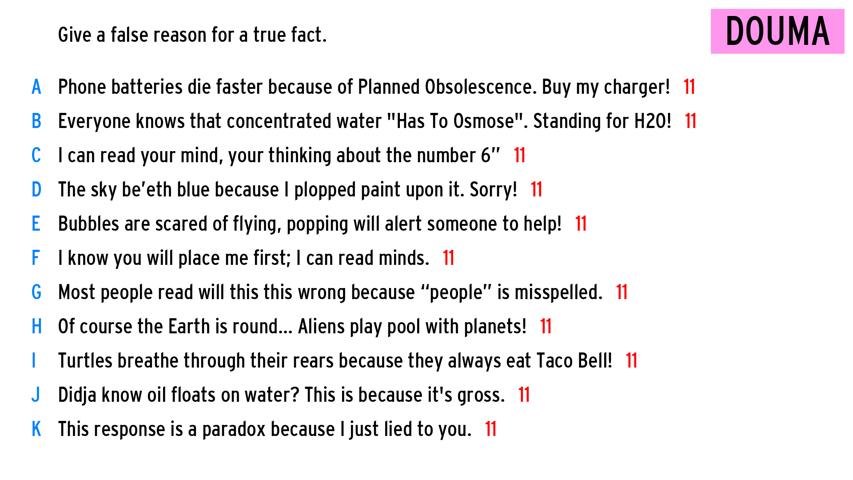 Give a false reason for a true fact.
DOUMA
A Phone batteries die faster because of Planned Obsolescence. Buy my charger! 11
B Everyone knows that concentrated water "Has To Osmose". Standing for H2O! 11
C I can read your mind, your thinking about the number 6” 11
D The sky be’eth blue because I plopped paint upon it. Sorry! 11
E Bubbles are scared of flying, popping will alert someone to help! 11
F I know you will place me first; I can read minds. 11
G Most people read will this this wrong because “people” is misspelled. 11
H Of course the Earth is round... Aliens play pool with planets! 11
I Turtles breathe through their rears because they always eat Taco Bell! 11
J Didja know oil floats on water? This is because it's gross. 11
K This response is a paradox because I just lied to you. 11